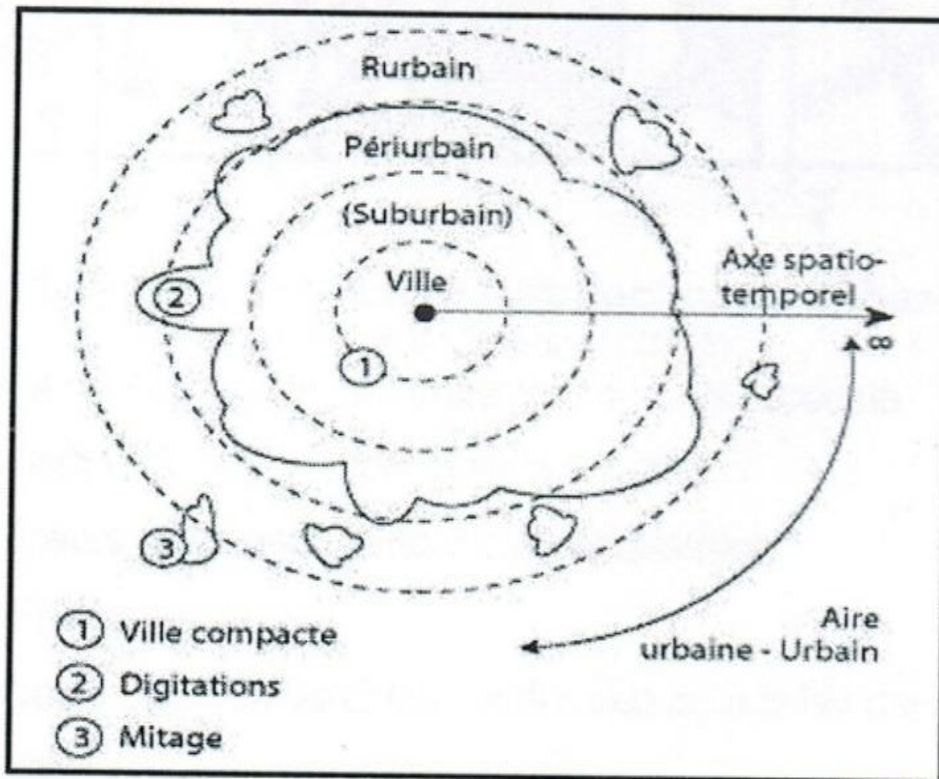 Rurbain
Périurbain
(Suburbain)
Ville
Axe spatio-
temporel
∞
2
1
3
1 Ville compacte
2 Digitations
3 Mitage
Aire
urbaine - Urbain